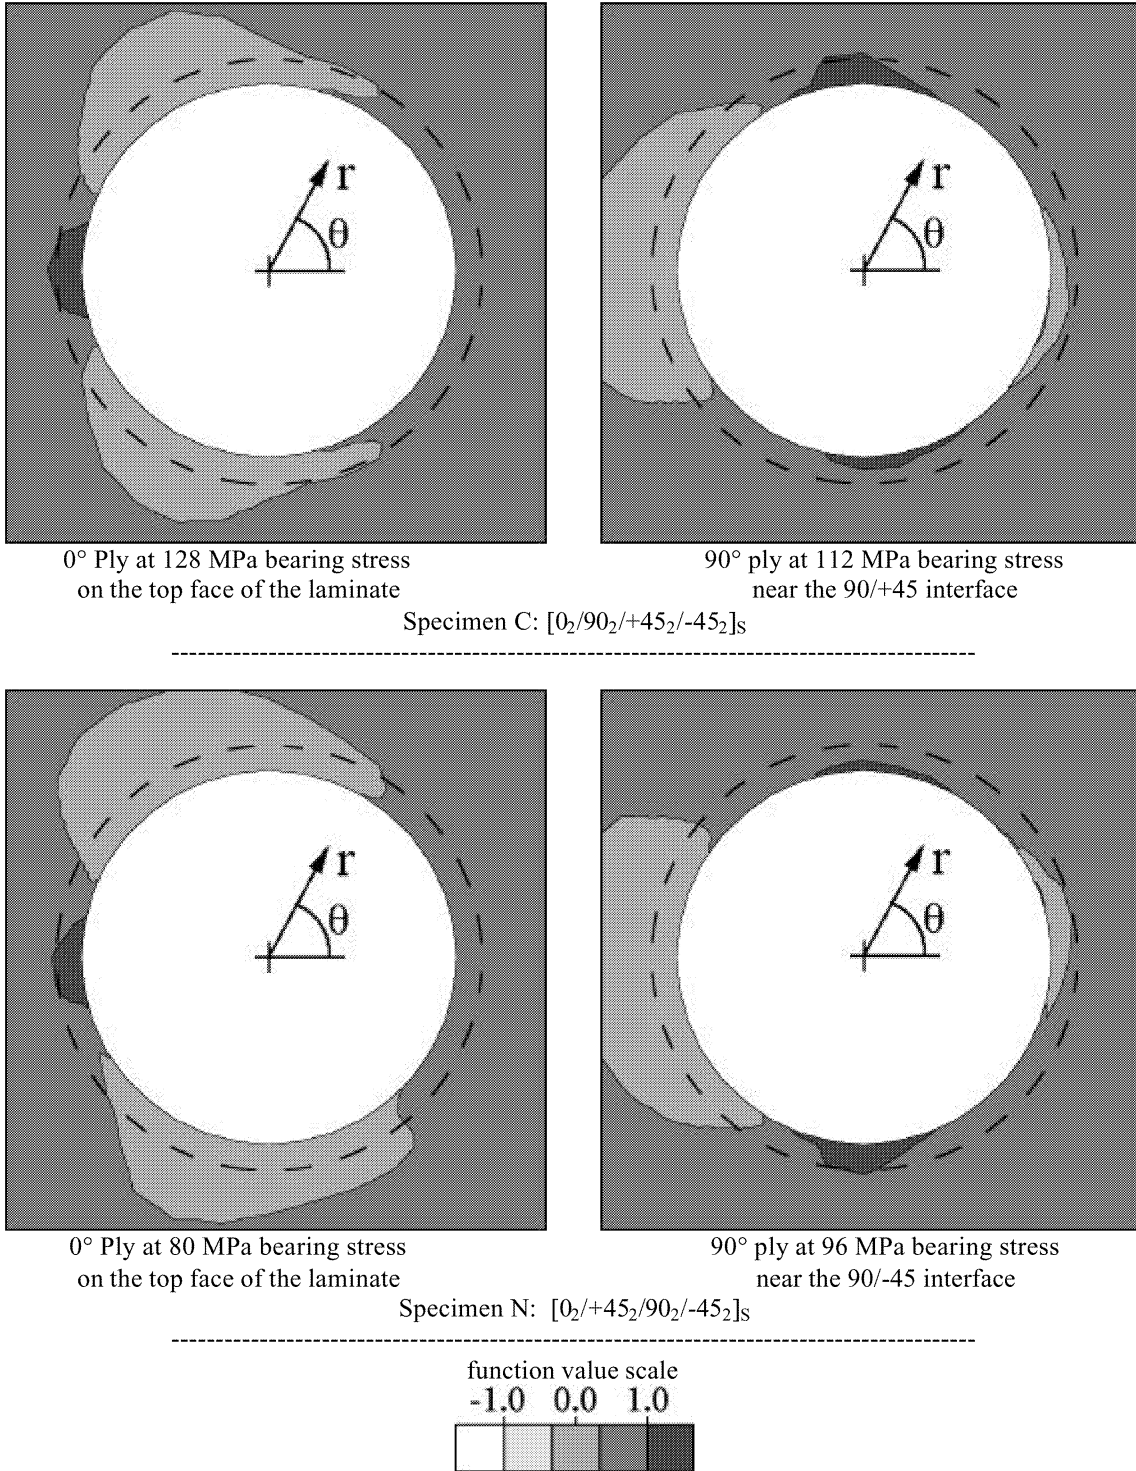 r
θ
r
θ
0° Ply at 128 MPa bearing stress
on the top face of the laminate
90° ply at 112 MPa bearing stress
near the 90/+45 interface
Specimen C: [0₂/90₂/+45₂/-45₂]S
r
θ
r
θ
0° Ply at 80 MPa bearing stress
on the top face of the laminate
90° ply at 96 MPa bearing stress
near the 90/-45 interface
Specimen N: [0₂/+45₂/90₂/-45₂]S
function value scale
-1.0 0.0 1.0